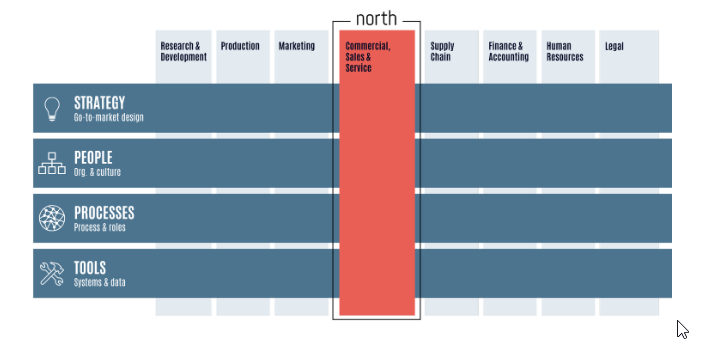 north
Research &
Development
Production
Marketing
Commercial,
Sales &
Service
Supply
Chain
Finance &
Accounting
Human
Resources
Legal
STRATEGY
Go-to-market design
PEOPLE
Org. & culture
PROCESSES
Process & roles
TOOLS
Systems & data